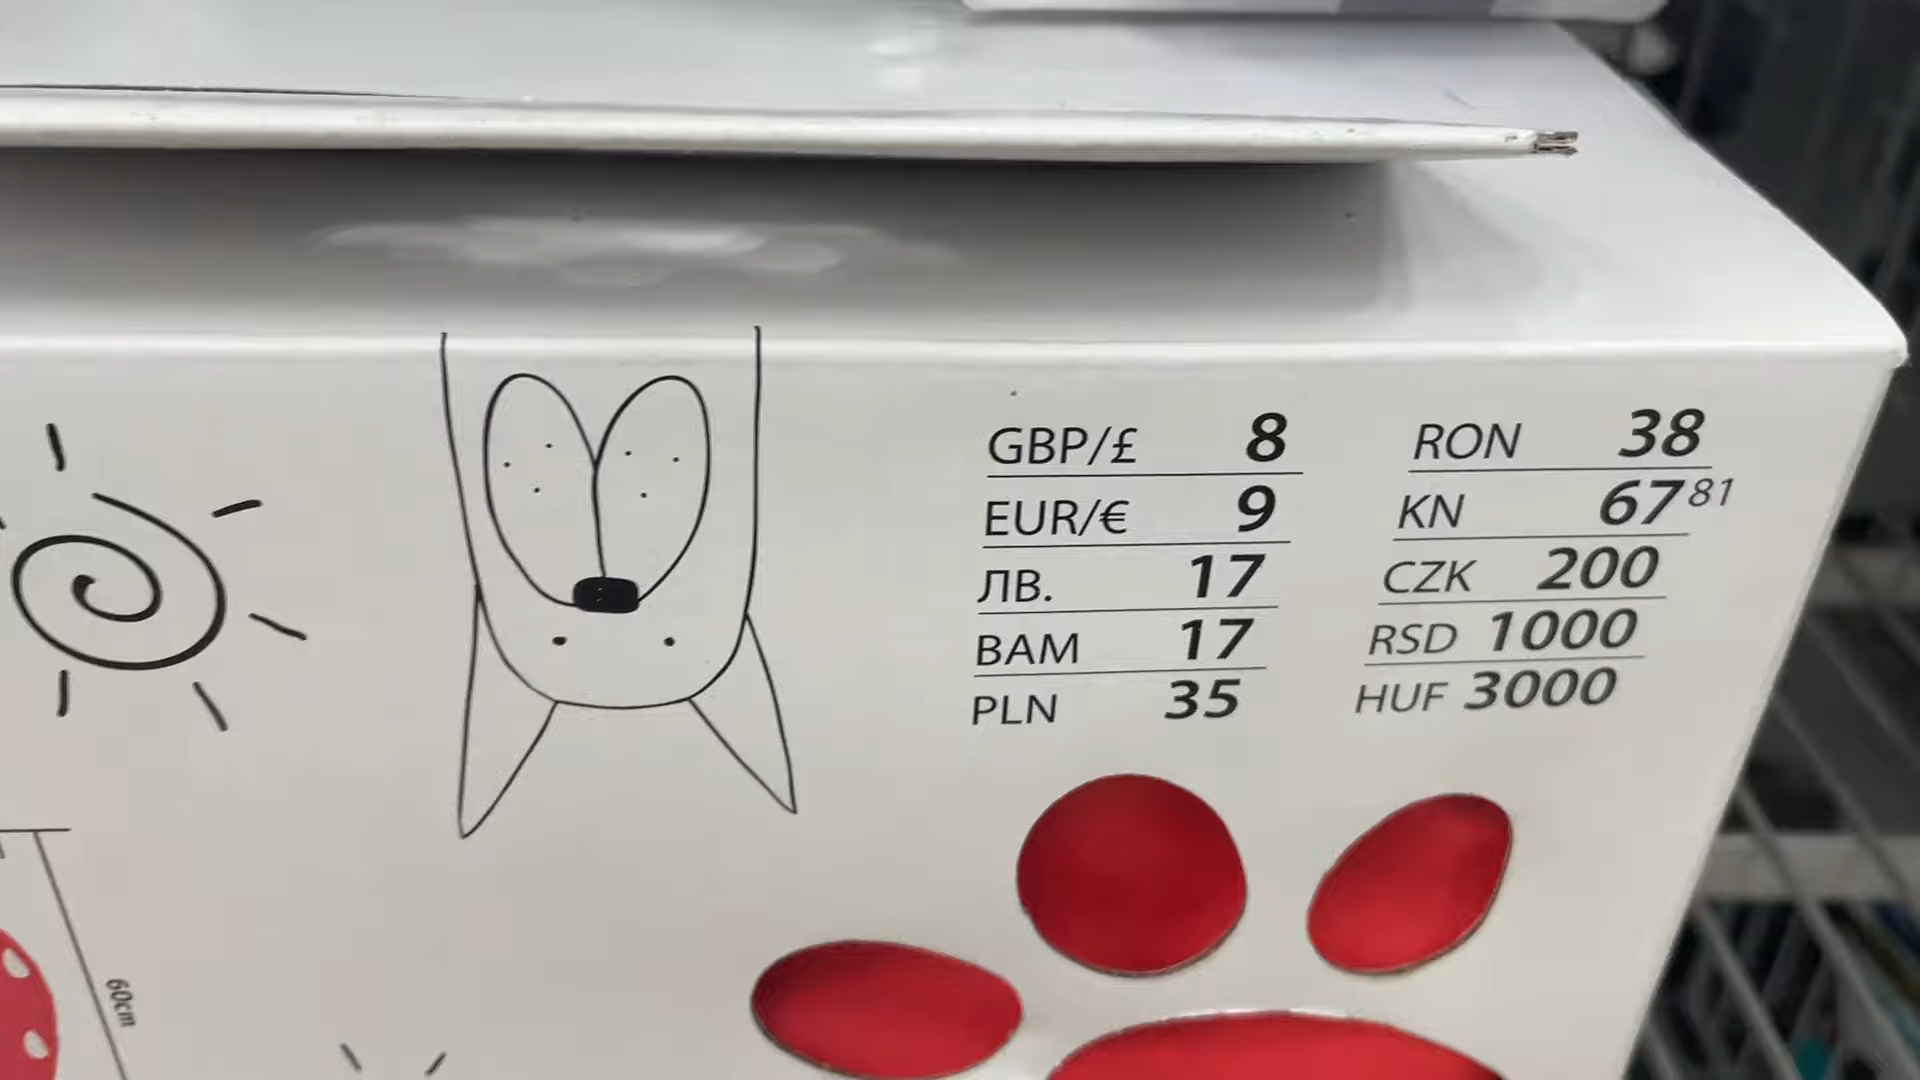 GBP/£ 8
EUR/€ 9
ЛВ. 17
BAM 17
PLN 35
RON 38
KN 67 81
CZK 200
RSD 1000
HUF 3000
60cm